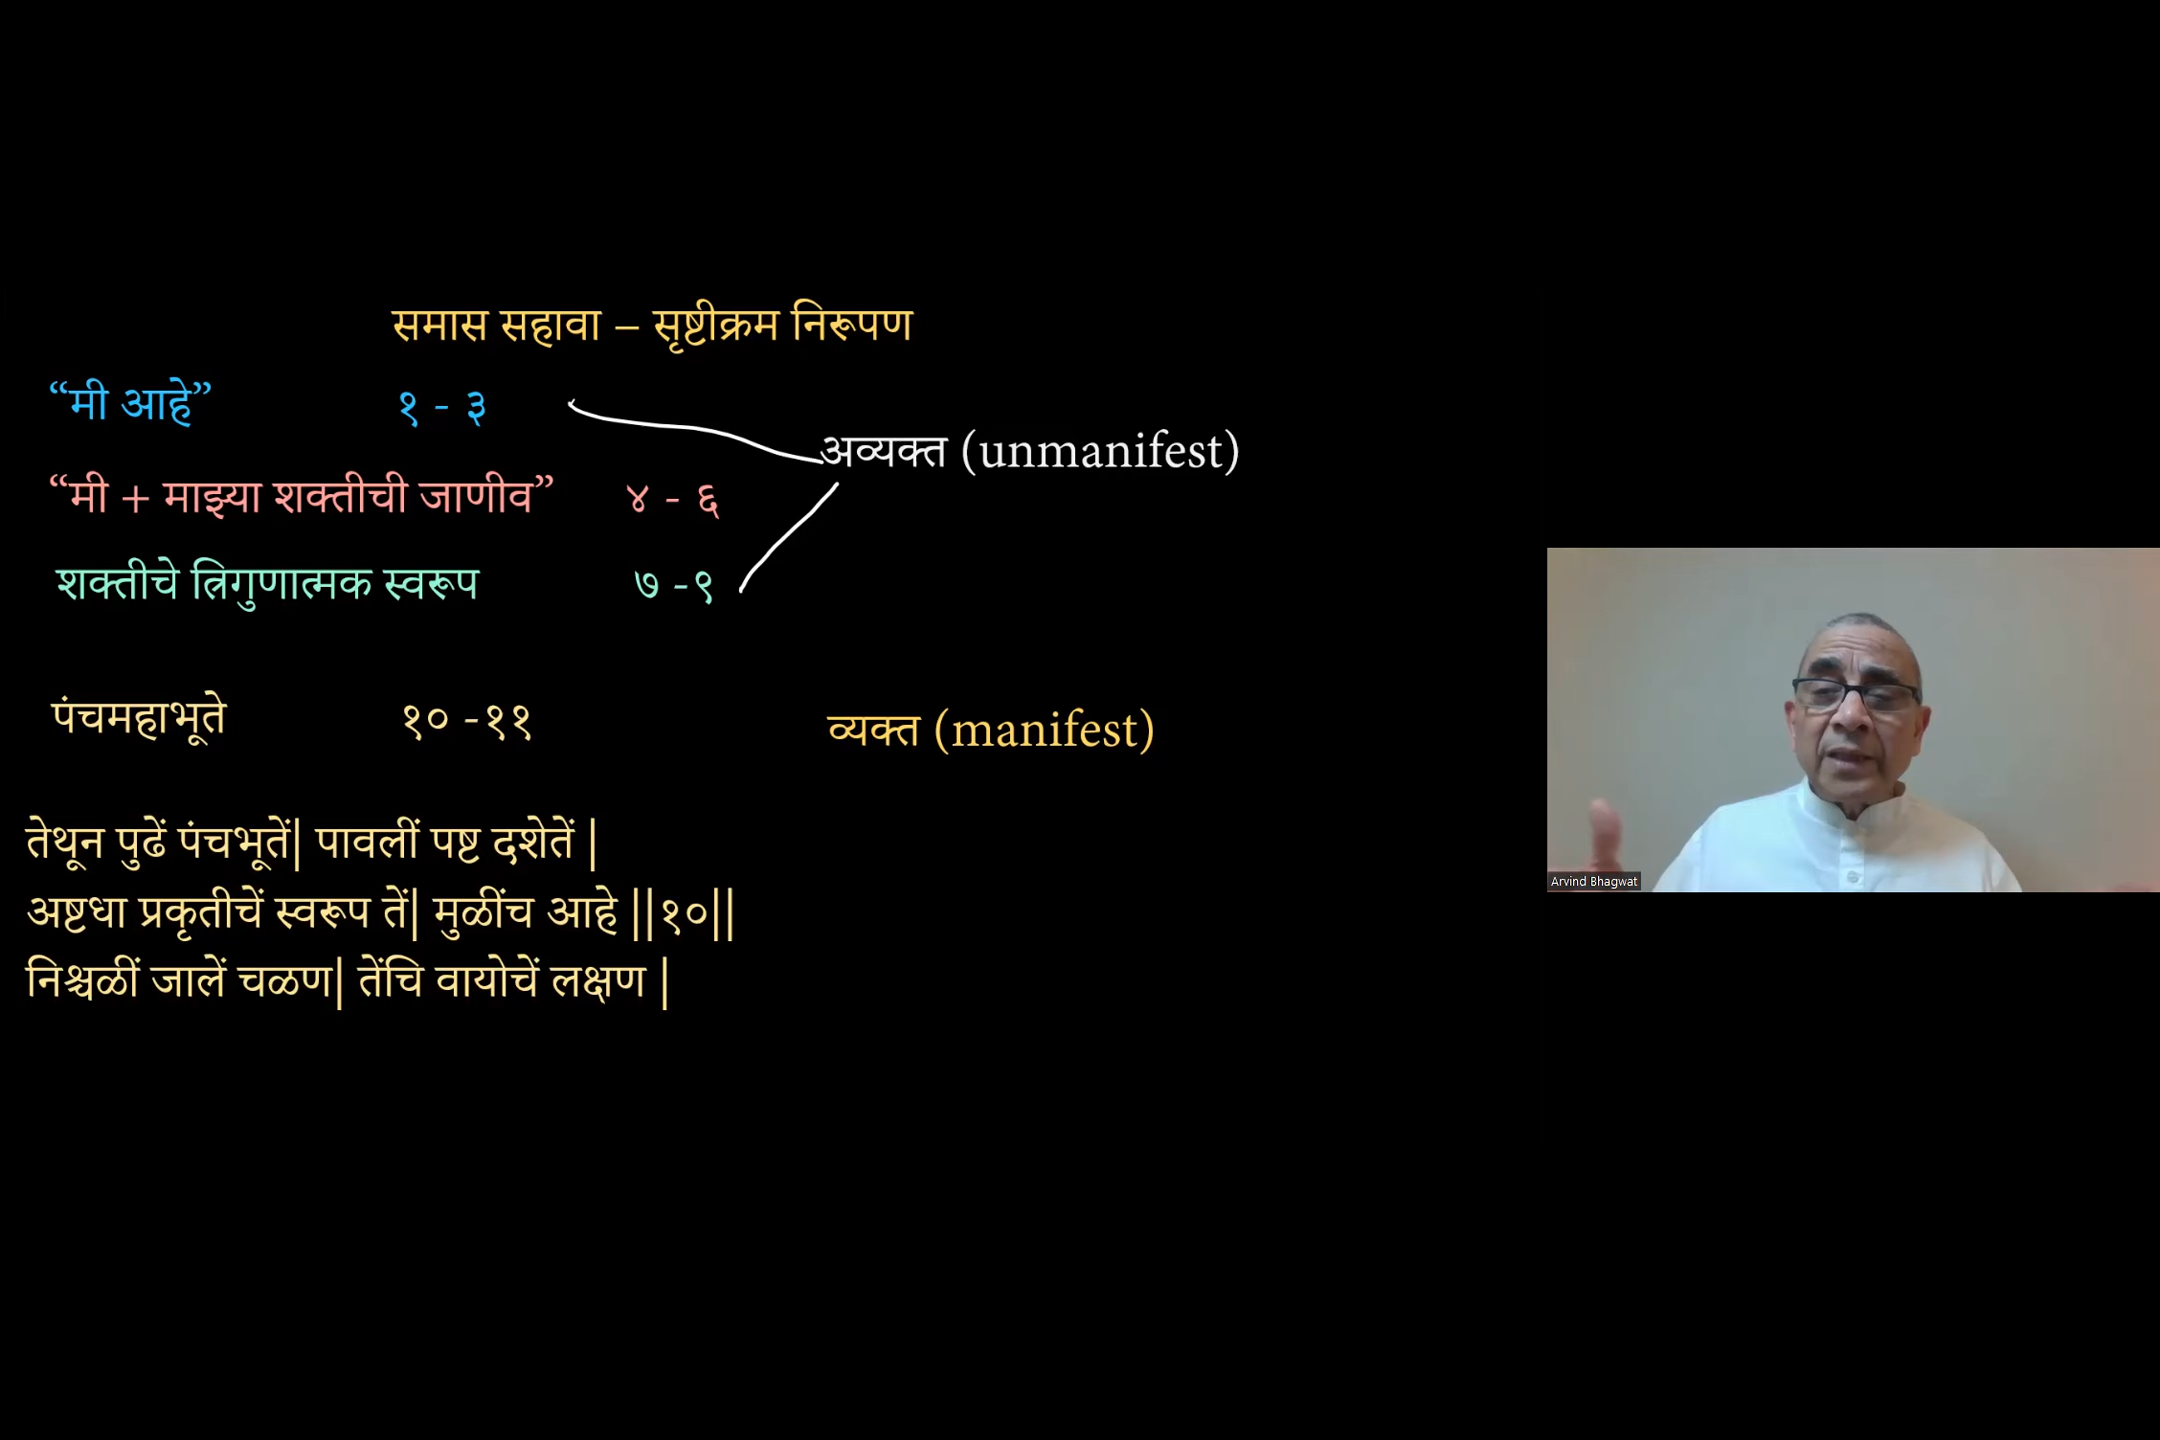 समास सहावा – सृष्टीक्रम निरूपण
“मी आहे” १ - ३
अव्यक्त (unmanifest)
“मी + माझ्या शक्तीची जाणीव” ४ - ६
शक्तीचे त्रिगुणात्मक स्वरूप ७ -९
पंचमहाभूते १० -११ व्यक्त (manifest)
तेथून पुढें पंचभूतें| पावलीं पष्ट दशेतें |
अष्टधा प्रकृतीचें स्वरूप तें| मुळींच आहे ||१०||
निश्चळीं जालें चळण| तेंचि वायोचें लक्षण |
Arvind Bhagwat